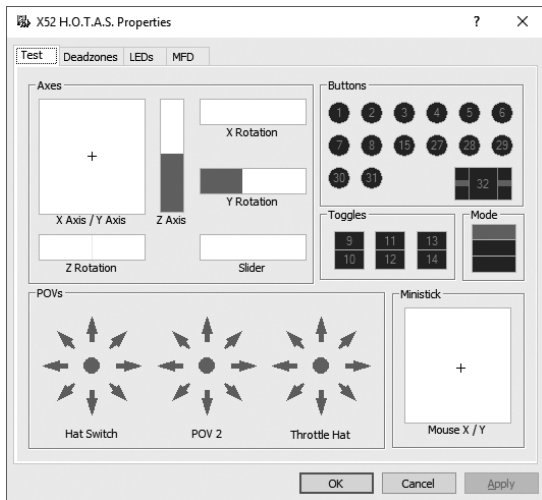 X52 H.O.T.A.S. Properties
?
Test Deadzones LEDs MFD
Axes
X Axis / Y Axis
Z Axis
X Rotation
Y Rotation
Z Rotation
Slider
Buttons
1 2 3 4 5 6
7 8 15 27 28 29
30 31 32
Toggles
9 11 13
10 12 14
Mode
POVs
Hat Switch POV 2 Throttle Hat
Ministick
Mouse X / Y
OK Cancel Apply